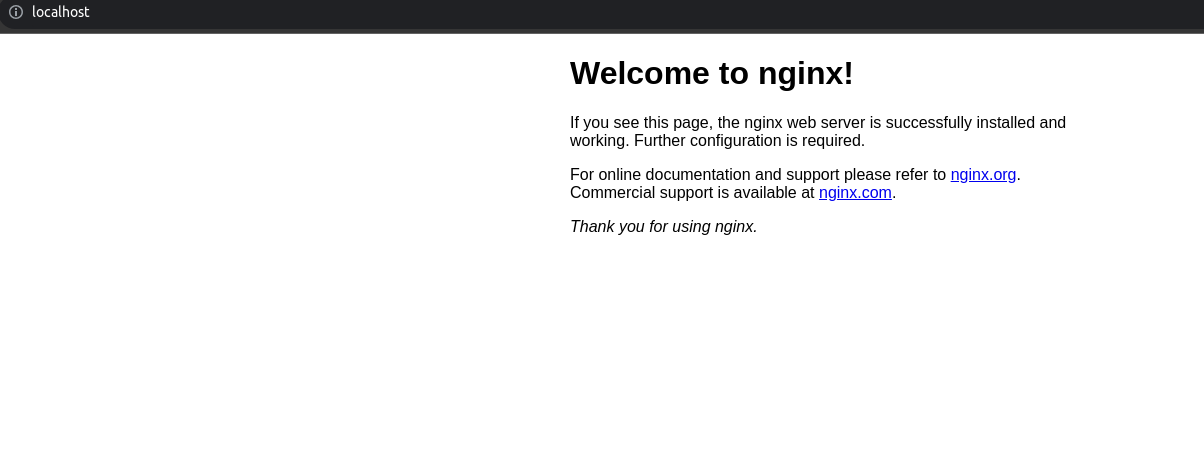 localhost
Welcome to nginx!
If you see this page, the nginx web server is successfully installed and
working. Further configuration is required.
For online documentation and support please refer to nginx.org.
Commercial support is available at nginx.com.
Thank you for using nginx.